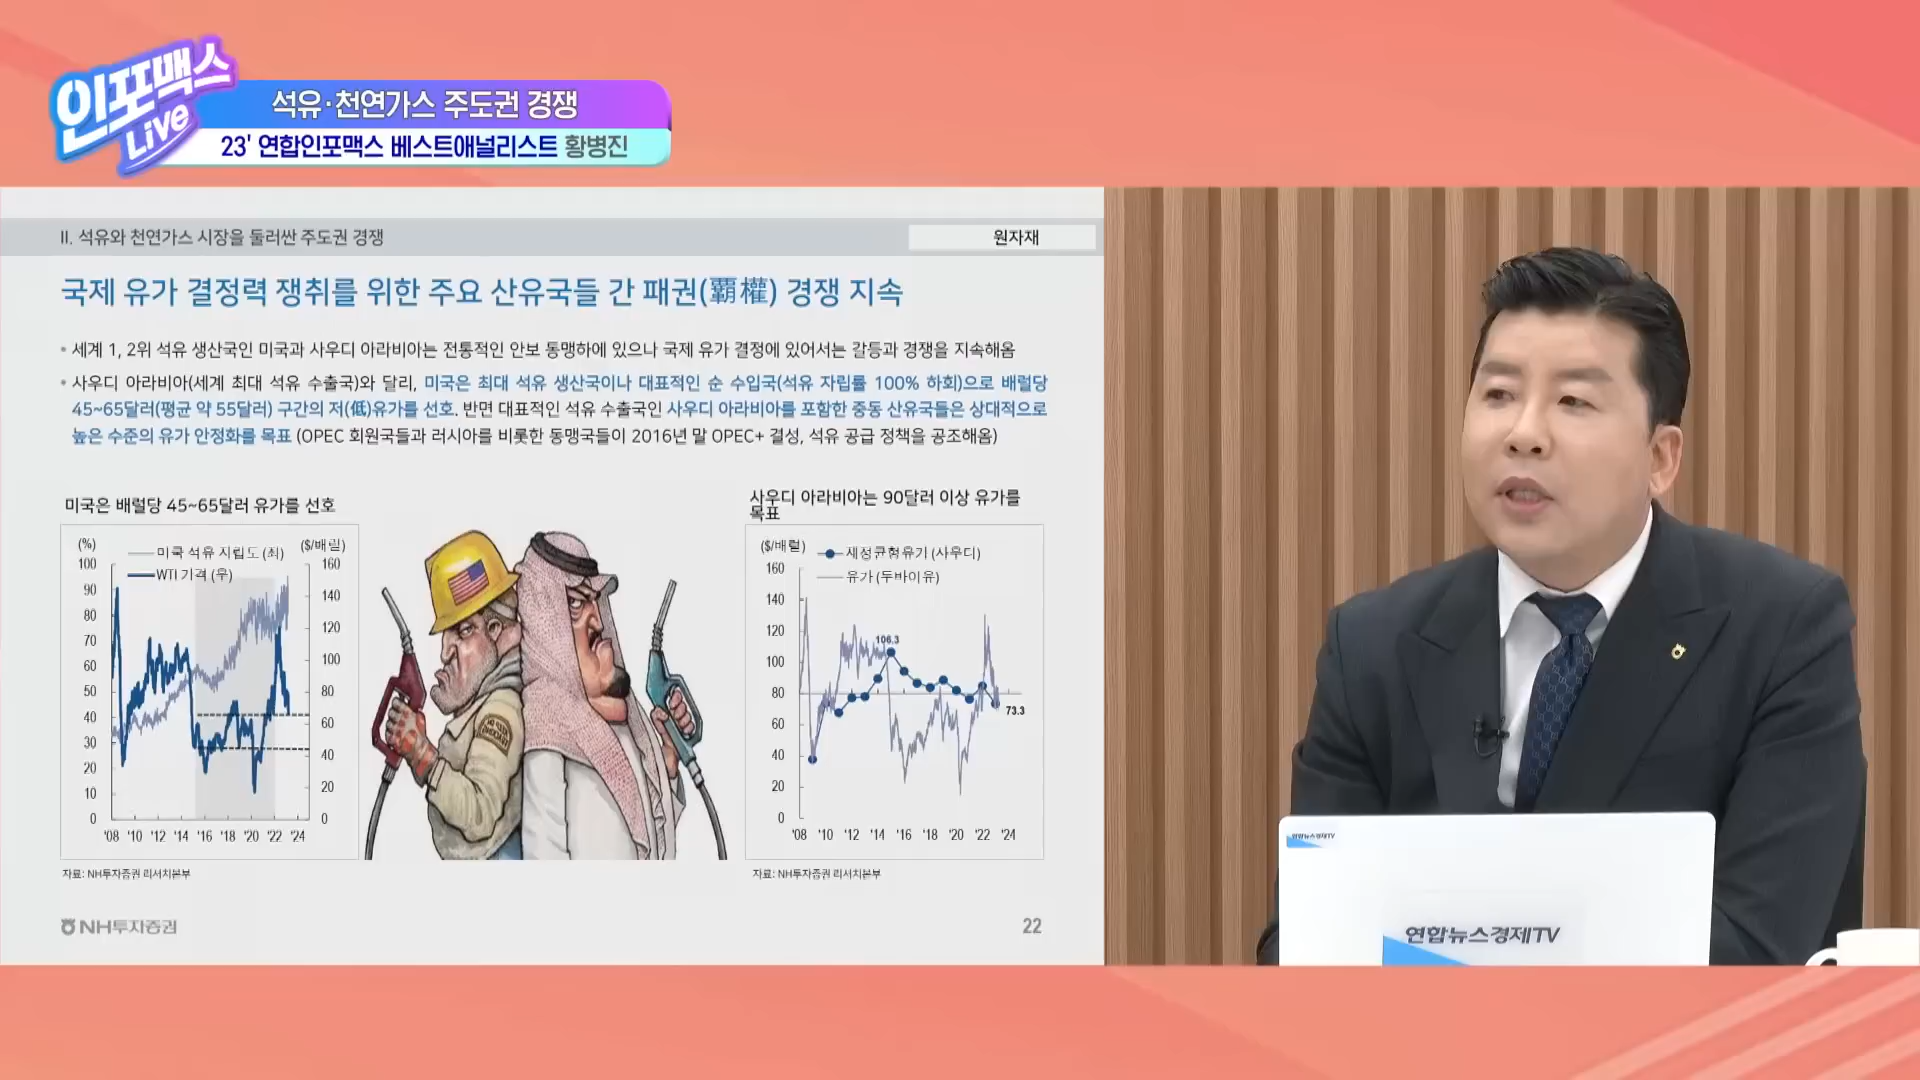 인포맥스
Live
석유·천연가스 주도권 경쟁
23' 연합인포맥스 베스트애널리스트 황병진
II. 석유와 천연가스 시장을 둘러싼 주도권 경쟁
원자재
국제 유가 결정력 쟁취를 위한 주요 산유국들 간 패권(覇權) 경쟁 지속
• 세계 1, 2위 석유 생산국인 미국과 사우디 아라비아는 전통적인 안보 동맹하에 있으나 국제 유가 결정에 있어서는 갈등과 경쟁을 지속해옴
• 사우디 아라비아(세계 최대 석유 수출국)와 달리, 미국은 최대 석유 생산국이나 대표적인 순 수입국(석유 자립률 100% 하회)으로 배럴당
45~65달러(평균 약 55달러) 구간의 저(低)유가를 선호. 반면 대표적인 석유 수출국인 사우디 아라비아를 포함한 중동 산유국들은 상대적으로
높은 수준의 유가 안정화를 목표 (OPEC 회원국들과 러시아를 비롯한 동맹국들이 2016년 말 OPEC+ 결성, 석유 공급 정책을 공조해옴)
미국은 배럴당 45~65달러 유가를 선호
(%)
미국 석유 자립도 (좌)
($/배럴)
WTI 가격 (우)
100
90
80
70
60
50
40
30
20
10
0
160
140
120
100
80
60
40
20
0
'08 '10 '12 '14 '16 '18 '20 '22 '24
자료: NH투자증권 리서치본부
사우디 아라비아는 90달러 이상 유가를
목표
($/배럴)
재정균형유가 (사우디)
유가 (두바이유)
160
140
120
100
80
60
40
20
0
106.3
73.3
'08 '10 '12 '14 '16 '18 '20 '22 '24
자료: NH투자증권 리서치본부
NH투자증권
22
연합뉴스경제TV
연합뉴스경제TV